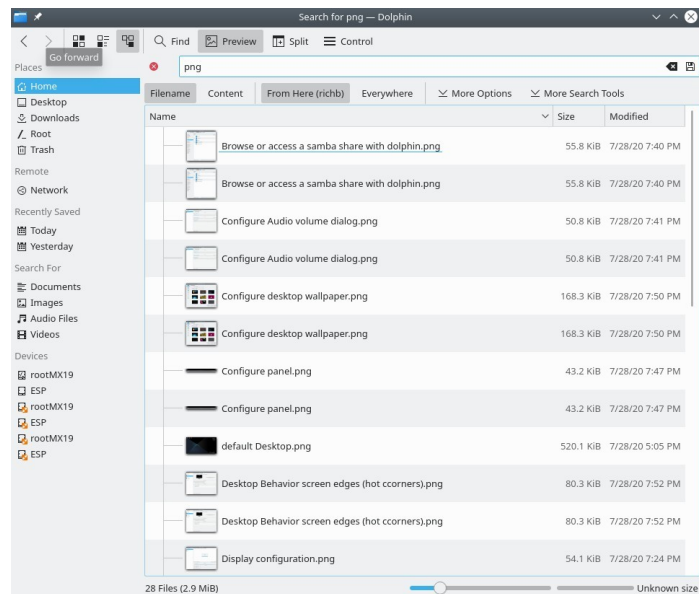 Search for png — Dolphin
Find Preview Split Control
Go forward
Places
png
Home
Desktop
Downloads
Root
Trash
Remote
Network
Recently Saved
Today
Yesterday
Search For
Documents
Images
Audio Files
Videos
Devices
rootMX19
ESP
rootMX19
ESP
rootMX19
ESP
Filename Content From Here (richb) Everywhere More Options More Search Tools
Name Size Modified
Browse or access a samba share with dolphin.png 55.8 KiB 7/28/20 7:40 PM
Browse or access a samba share with dolphin.png 55.8 KiB 7/28/20 7:40 PM
Configure Audio volume dialog.png 50.8 KiB 7/28/20 7:41 PM
Configure Audio volume dialog.png 50.8 KiB 7/28/20 7:41 PM
Configure desktop wallpaper.png 168.3 KiB 7/28/20 7:50 PM
Configure desktop wallpaper.png 168.3 KiB 7/28/20 7:50 PM
Configure panel.png 43.2 KiB 7/28/20 7:47 PM
Configure panel.png 43.2 KiB 7/28/20 7:47 PM
default Desktop.png 520.1 KiB 7/28/20 5:05 PM
Desktop Behavior screen edges (hot ccorners).png 80.3 KiB 7/28/20 7:52 PM
Desktop Behavior screen edges (hot ccorners).png 80.3 KiB 7/28/20 7:52 PM
Display configuration.png 54.1 KiB 7/28/20 7:24 PM
28 Files (2.9 MiB) Unknown size